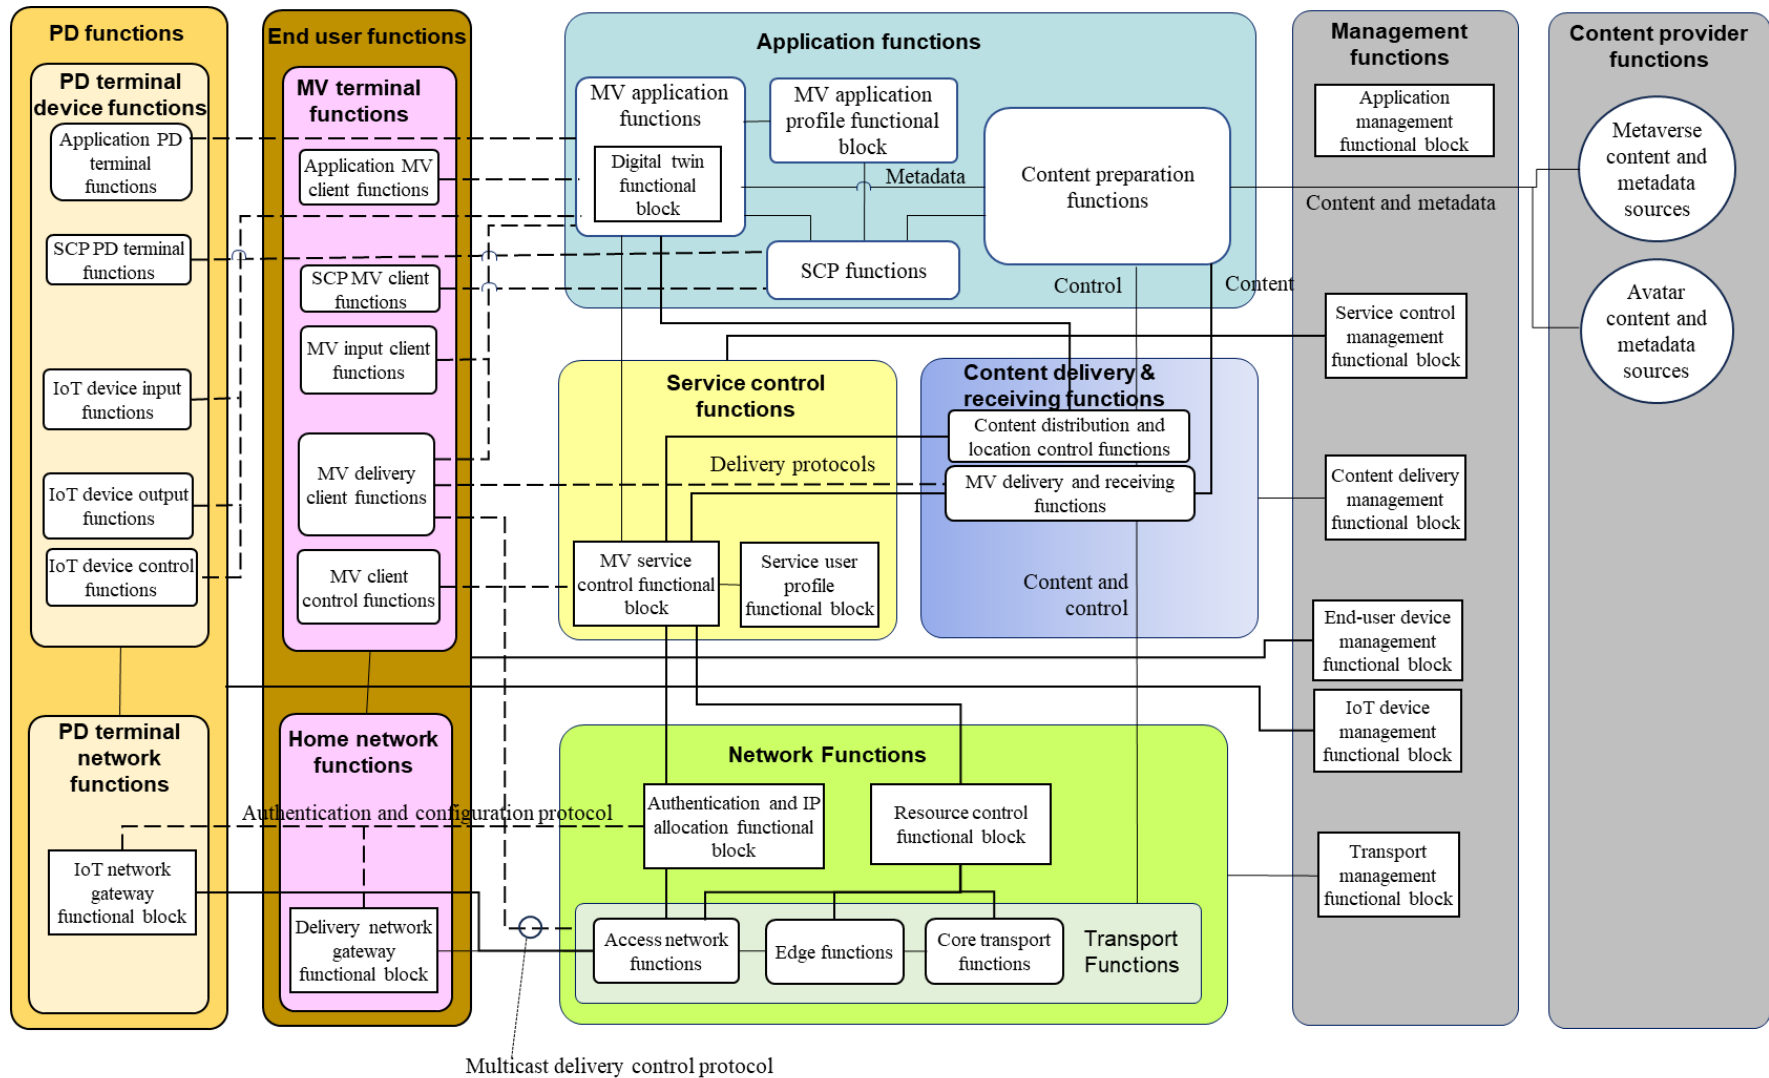 PD functions
PD terminal
device functions
Application PD
terminal
functions
SCP PD terminal
functions
IoT device input
functions
IoT device output
functions
IoT device control
functions
PD terminal
network
functions
IoT network
gateway
functional block
End user functions
MV terminal
functions
Application MV
client functions
SCP MV client
functions
MV input client
functions
MV delivery
client functions
MV client
control functions
Home network
functions
Authentication and configuration protocol
Delivery network
gateway
functional block
Multicast delivery control protocol
Application functions
MV application
functions
Digital twin
functional
block
MV application
profile functional
block
Metadata
Content preparation
functions
SCP functions
Control
Content
Content and metadata
Service control
functions
Delivery protocols
MV service
control functional
block
Service user
profile
functional block
Content delivery &
receiving functions
Content distribution and
location control functions
MV delivery and receiving
functions
Content and
control
Network Functions
Authentication and IP
allocation functional
block
Resource control
functional block
Access network
functions
Edge functions
Core transport
functions
Transport
Functions
Management
functions
Application
management
functional block
Service control
management
functional block
Content delivery
management
functional block
End-user device
management
functional block
IoT device
management
functional block
Transport
management
functional block
Content provider
functions
Metaverse
content and
metadata
sources
Avatar
content and
metadata
sources